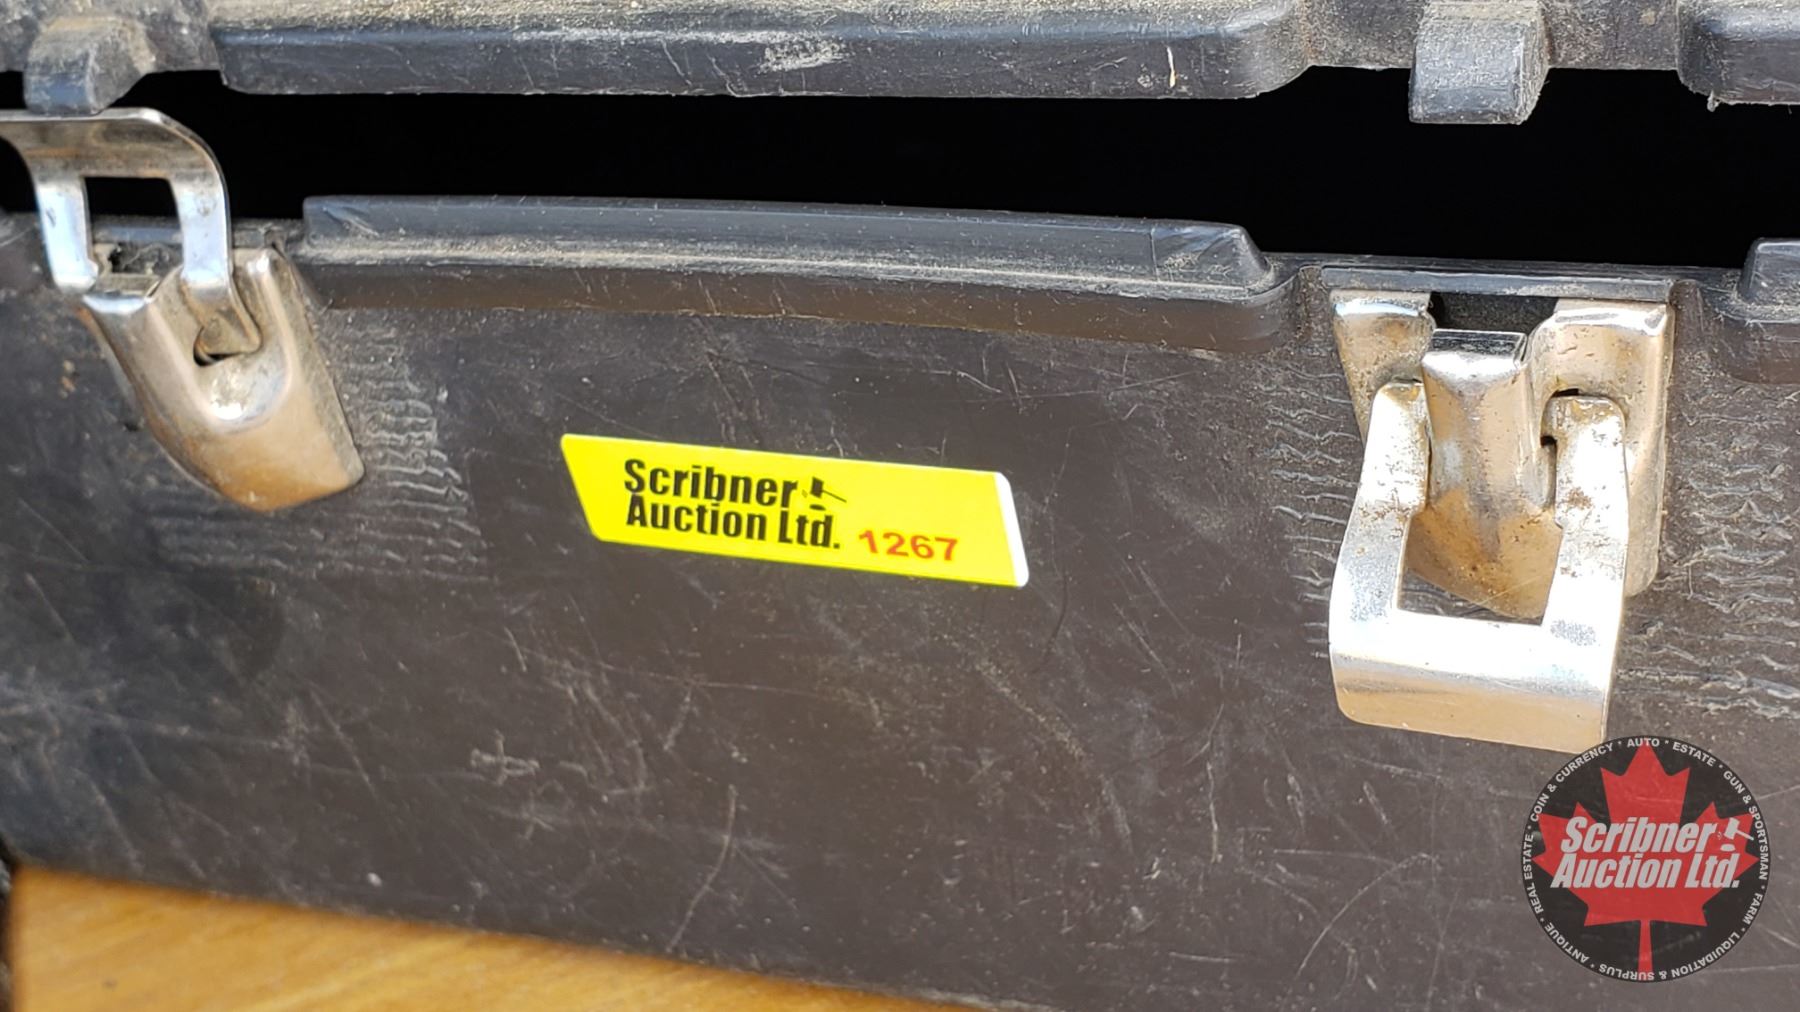 Scribner
Auction Ltd. 1267
COIN & CURRENCY * AUTO * ESTATE * GUN & SPORTSMAN * FARM * LIQUIDATION & SURPLUS * ANTIQUE * REAL ESTATE *
Scribner
Auction Ltd.